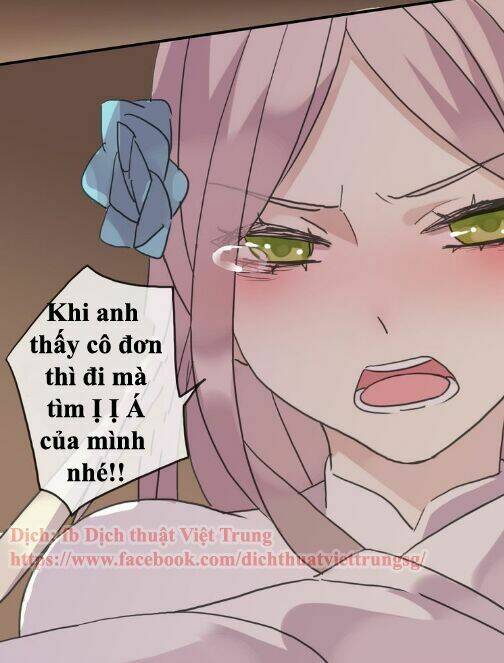 Khi anh
thấy cô đơn
thì đi mà
tìm Ị Ị Á
của mình
nhé!!
Dịch: fb Dịch thuật Việt Trung
https://www.facebook.com/dichthuatviettrungsg/